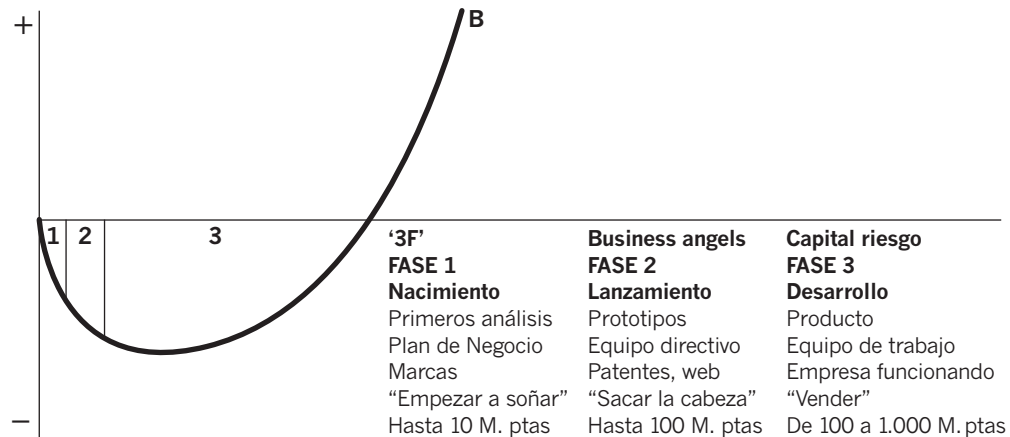 +
B
1 2 3
‘3F’
FASE 1
Nacimiento
Primeros análisis
Plan de Negocio
Marcas
“Empezar a soñar”
Hasta 10 M. ptas
Business angels
FASE 2
Lanzamiento
Prototipos
Equipo directivo
Patentes, web
“Sacar la cabeza”
Hasta 100 M. ptas
Capital riesgo
FASE 3
Desarrollo
Producto
Equipo de trabajo
Empresa funcionando
“Vender”
De 100 a 1.000 M. ptas
–